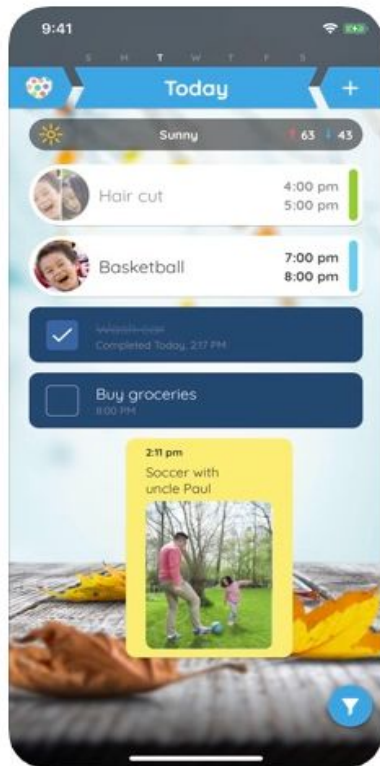 9:41
S M T W T F S
Today +
Sunny 63 43
Hair cut
4:00 pm
5:00 pm
Basketball
7:00 pm
8:00 pm
Wash car
Completed Today, 2:17 PM
Buy groceries
8:00 PM
2:11 pm
Soccer with
uncle Paul